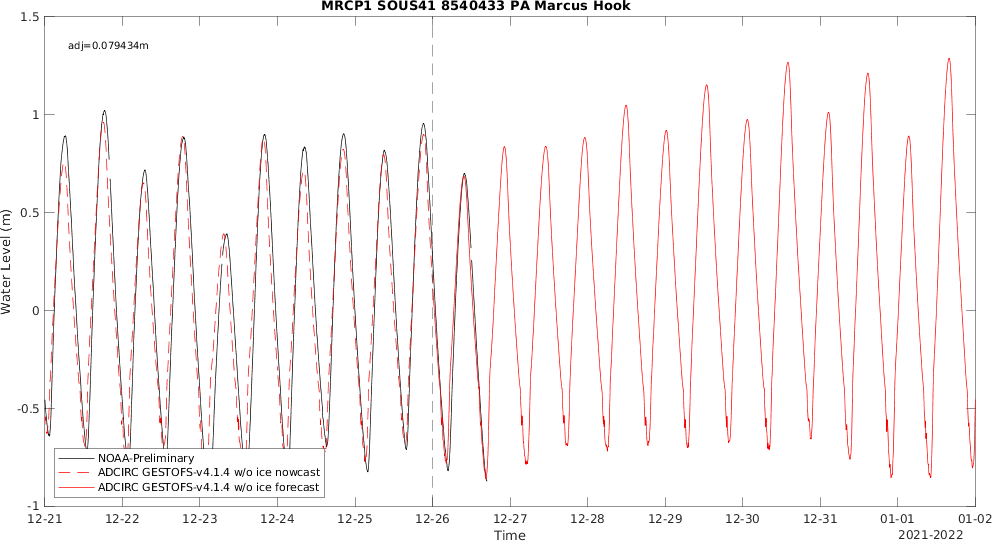 MRCP1 SOUS41 8540433 PA Marcus Hook
adj=0.079434m
1.5
1
0.5
0
-0.5
-1
Water Level (m)
NOAA-Preliminary
ADCIRC GESTOFS-v4.1.4 w/o ice nowcast
ADCIRC GESTOFS-v4.1.4 w/o ice forecast
12-21 12-22 12-23 12-24 12-25 12-26 12-27 12-28 12-29 12-30 12-31 01-01 01-02
Time
2021-2022